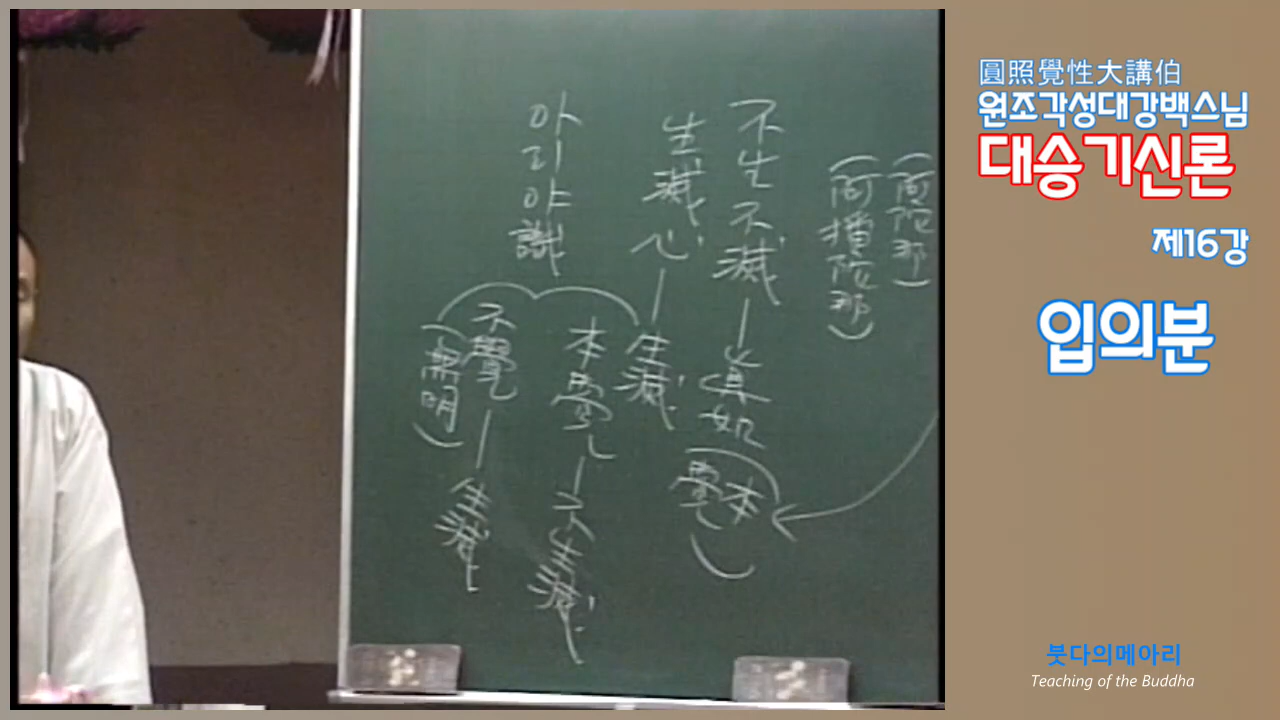 (阿陀那)
(阿摩陀那)
不生不滅─眞如
(本覺)
生滅心─生滅
아리야識
本覺─不生滅
不覺─生滅
(無明)
圓照覺性大講伯
원조각성대강백스님
대승기신론
제16강
입의분
붓다의메아리
Teaching of the Buddha